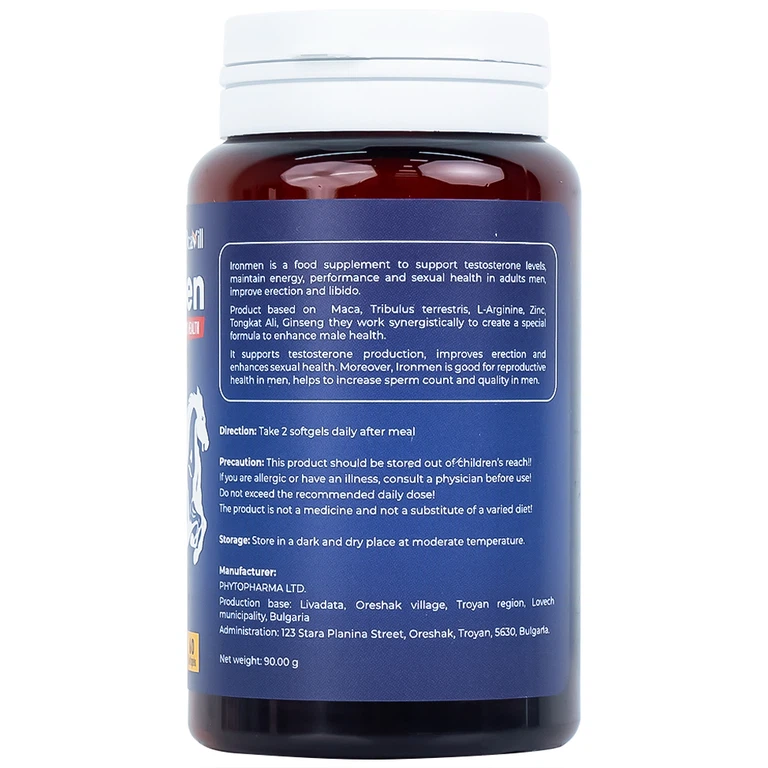 en
Ironmen is a food supplement to support testosterone levels,
maintain energy, performance and sexual health in adults men,
improve erection and libido.
Product based on Maca, Tribulus terrestris, L-Arginine, Zinc,
Tongkat Ali, Ginseng they work synergistically to create a special
formula to enhance male health.
It supports testosterone production, improves erection and
enhances sexual health. Moreover, Ironmen is good for reproductive
health in men, helps to increase sperm count and quality in men.
Direction: Take 2 softgels daily after meal
Precaution: This product should be stored out of children's reach!!
If you are allergic or have an illness, consult a physician before use!
Do not exceed the recommended daily dose!
The product is not a medicine and not a substitute of a varied diet!
Storage: Store in a dark and dry place at moderate temperature.
Manufacturer:
PHYTOPHARMA LTD.
Production base: Livadata, Oreshak village, Troyan region, Lovech
municipality, Bulgaria
Administration: 123 Stara Planina Street, Oreshak, Troyan, 5630, Bulgaria.
Net weight: 90.00 g